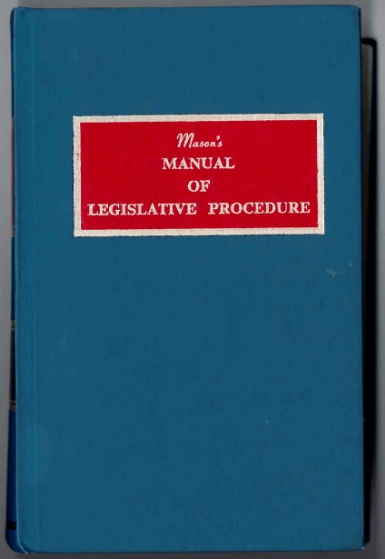 Mason's
MANUAL
OF
LEGISLATIVE PROCEDURE